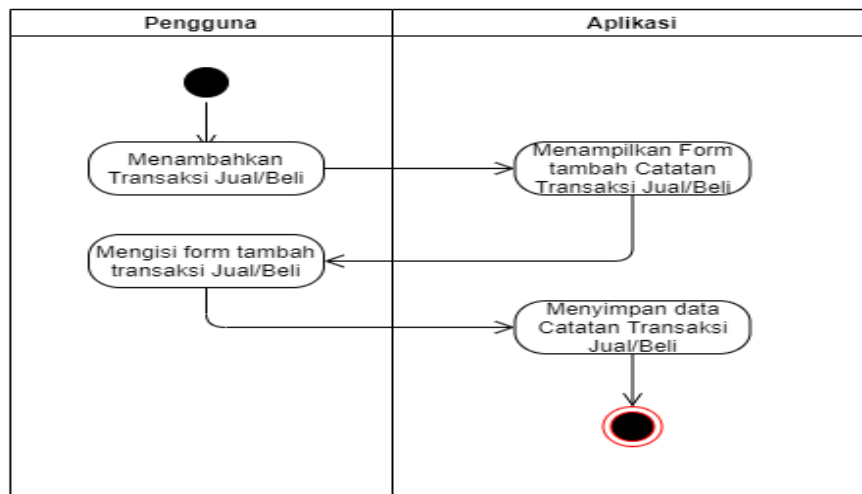 Pengguna
Aplikasi
Menambahkan
Transaksi Jual/Beli
Menampilkan Form
tambah Catatan
Transaksi Jual/Beli
Mengisi form tambah
transaksi Jual/Beli
Menyimpan data
Catatan Transaksi
Jual/Beli